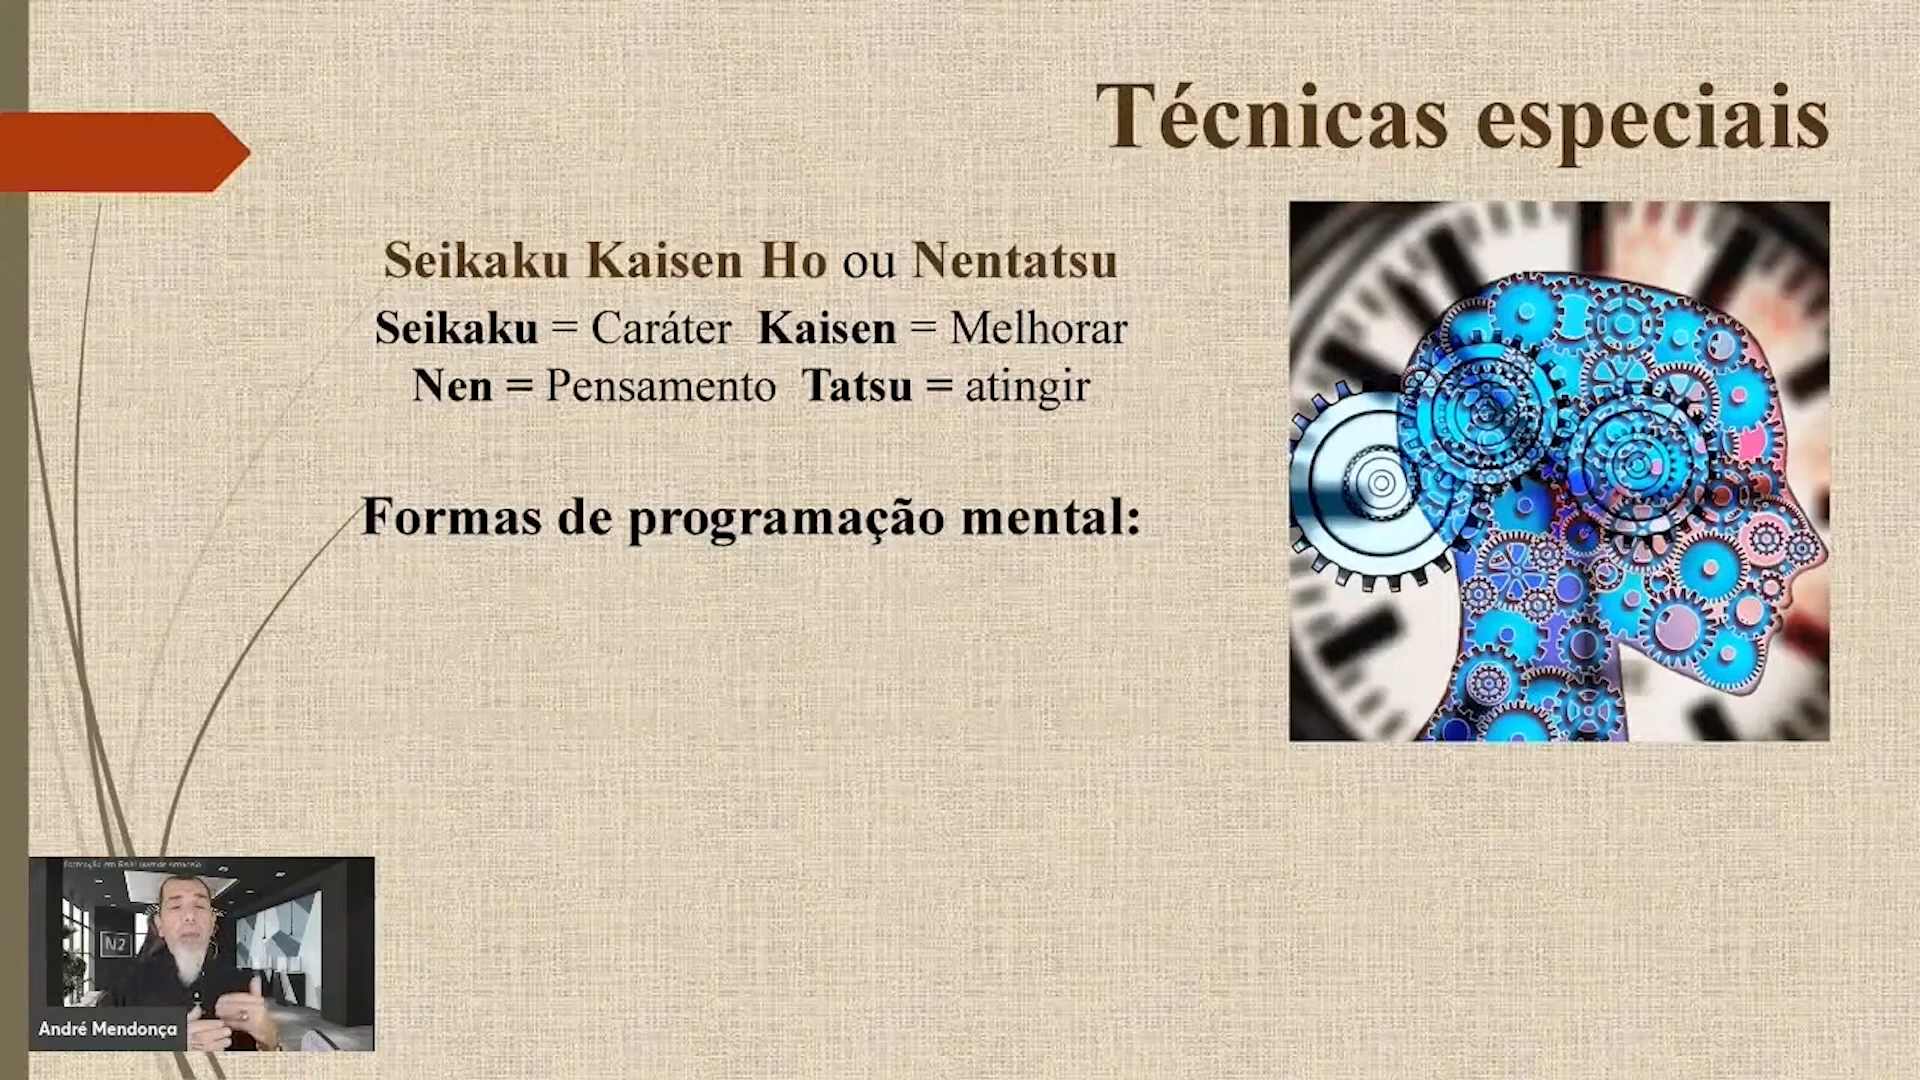 Técnicas especiais
Seikaku Kaisen Ho ou Nentatsu
Seikaku = Caráter Kaisen = Melhorar
Nen = Pensamento Tatsu = atingir
Formas de programação mental:
N2
André Mendonça